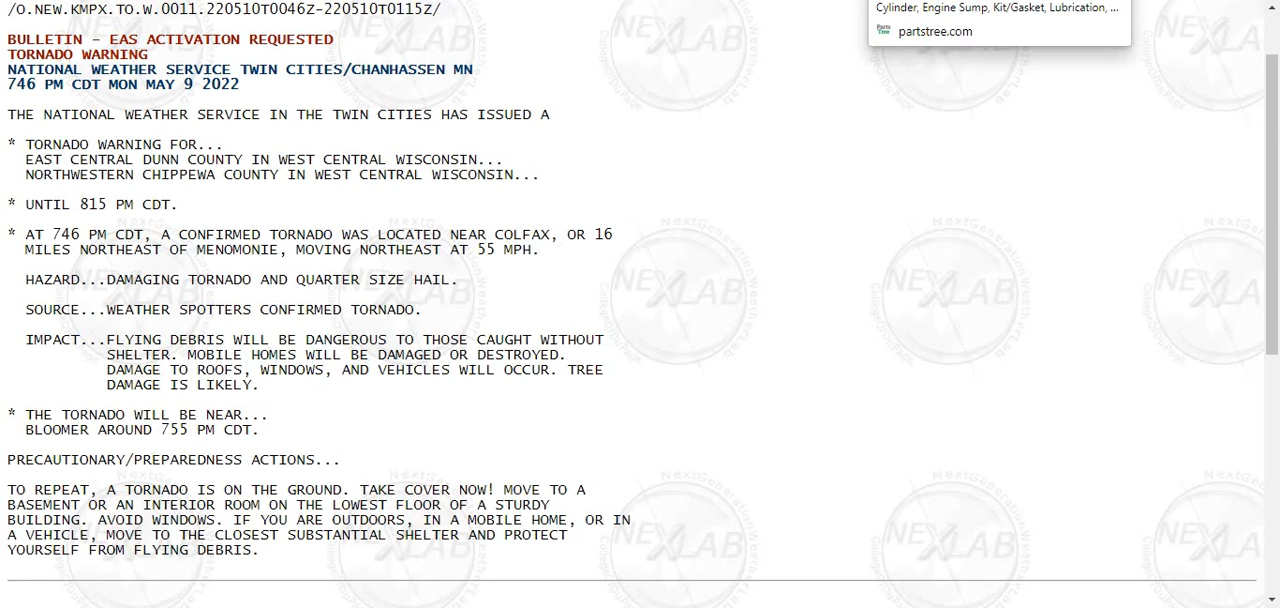 /O.NEW.KMPX.TO.W.0011.220510T0046Z-220510T0115Z/
Cylinder, Engine Sump, Kit/Gasket, Lubrication, ...
Parts Tree partstree.com
BULLETIN - EAS ACTIVATION REQUESTED
TORNADO WARNING
NATIONAL WEATHER SERVICE TWIN CITIES/CHANHASSEN MN
746 PM CDT MON MAY 9 2022
THE NATIONAL WEATHER SERVICE IN THE TWIN CITIES HAS ISSUED A
* TORNADO WARNING FOR...
EAST CENTRAL DUNN COUNTY IN WEST CENTRAL WISCONSIN...
NORTHWESTERN CHIPPEWA COUNTY IN WEST CENTRAL WISCONSIN...
* UNTIL 815 PM CDT.
* AT 746 PM CDT, A CONFIRMED TORNADO WAS LOCATED NEAR COLFAX, OR 16
MILES NORTHEAST OF MENOMONIE, MOVING NORTHEAST AT 55 MPH.
HAZARD...DAMAGING TORNADO AND QUARTER SIZE HAIL.
SOURCE...WEATHER SPOTTERS CONFIRMED TORNADO.
IMPACT...FLYING DEBRIS WILL BE DANGEROUS TO THOSE CAUGHT WITHOUT
SHELTER. MOBILE HOMES WILL BE DAMAGED OR DESTROYED.
DAMAGE TO ROOFS, WINDOWS, AND VEHICLES WILL OCCUR. TREE
DAMAGE IS LIKELY.
* THE TORNADO WILL BE NEAR...
BLOOMER AROUND 755 PM CDT.
PRECAUTIONARY/PREPAREDNESS ACTIONS...
TO REPEAT, A TORNADO IS ON THE GROUND. TAKE COVER NOW! MOVE TO A
BASEMENT OR AN INTERIOR ROOM ON THE LOWEST FLOOR OF A STURDY
BUILDING. AVOID WINDOWS. IF YOU ARE OUTDOORS, IN A MOBILE HOME, OR IN
A VEHICLE, MOVE TO THE CLOSEST SUBSTANTIAL SHELTER AND PROTECT
YOURSELF FROM FLYING DEBRIS.